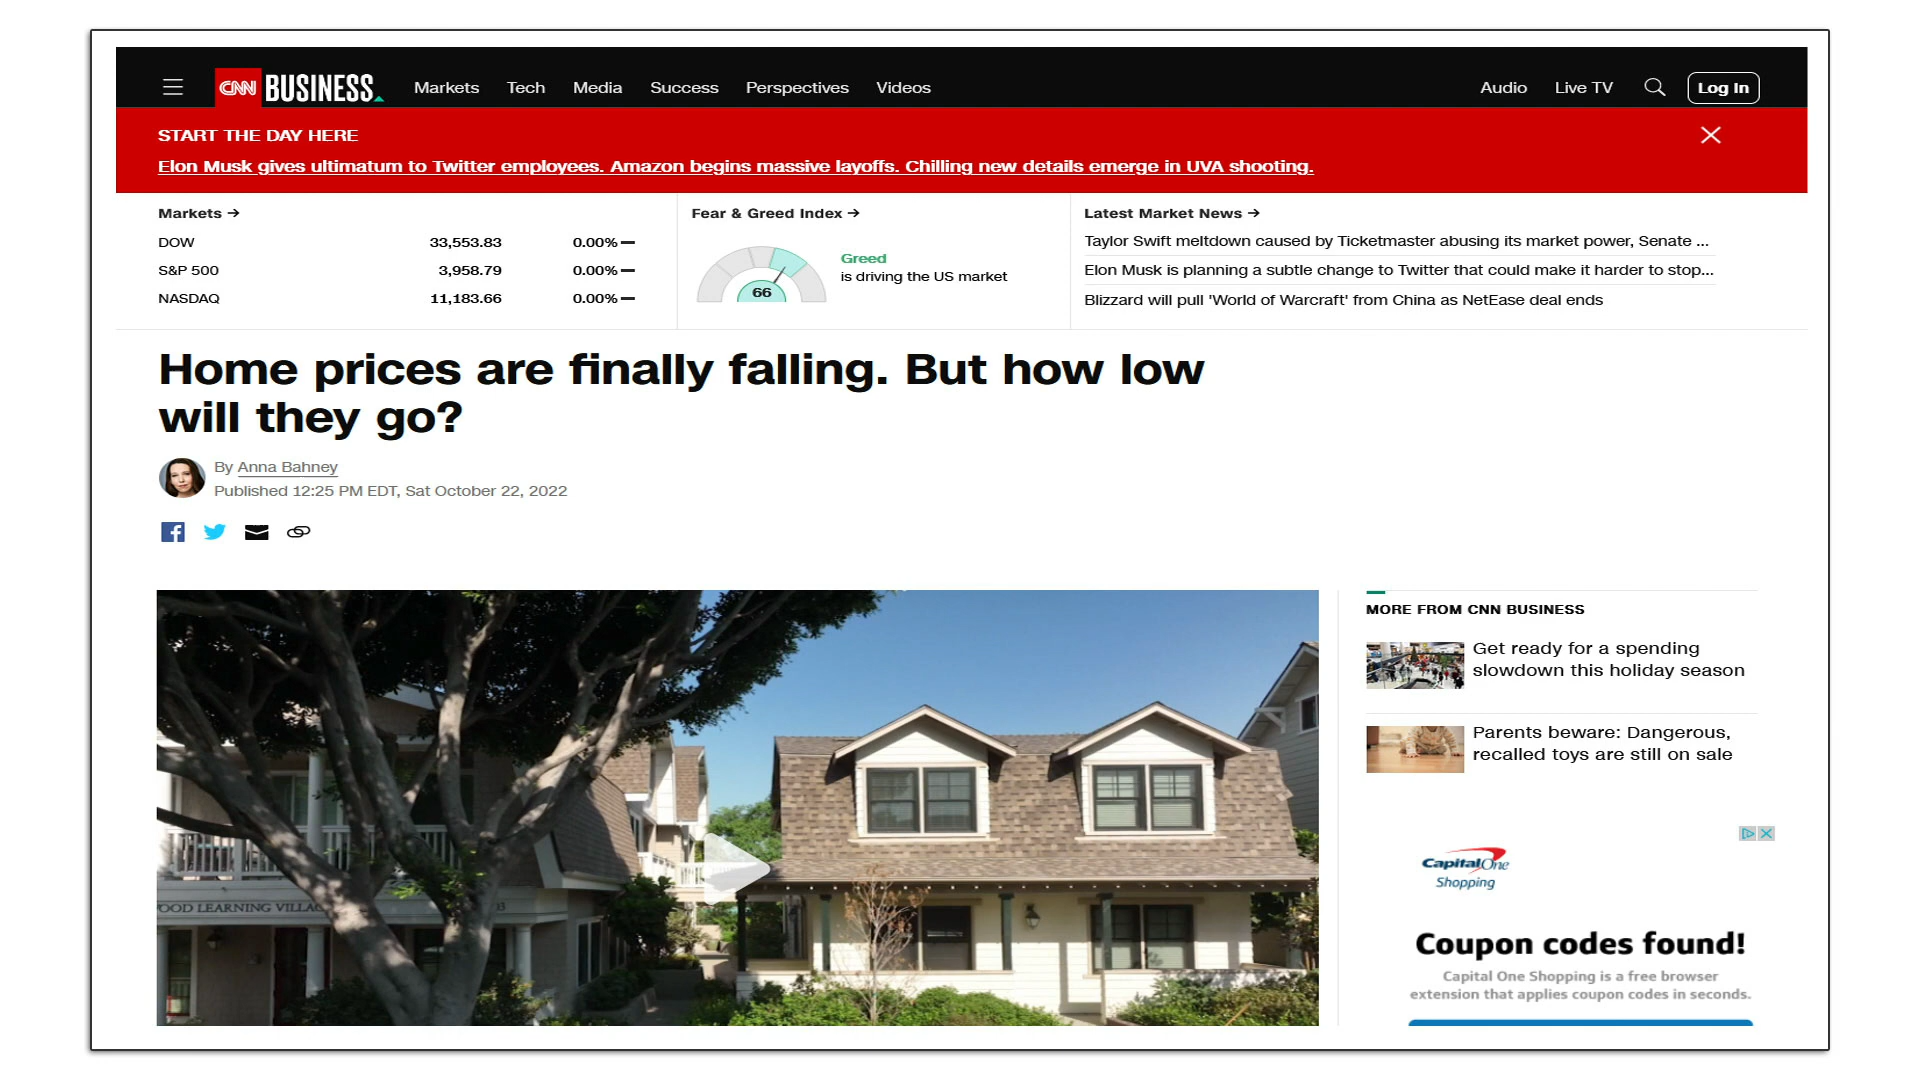 CNN BUSINESS
Markets Tech Media Success Perspectives Videos
Audio Live TV Log In
START THE DAY HERE
Elon Musk gives ultimatum to Twitter employees. Amazon begins massive layoffs. Chilling new details emerge in UVA shooting.
Markets →
DOW 33,553.83 0.00%
S&P 500 3,958.79 0.00%
NASDAQ 11,183.66 0.00%
Fear & Greed Index →
66
Greed
is driving the US market
Latest Market News →
Taylor Swift meltdown caused by Ticketmaster abusing its market power, Senate ...
Elon Musk is planning a subtle change to Twitter that could make it harder to stop...
Blizzard will pull 'World of Warcraft' from China as NetEase deal ends
Home prices are finally falling. But how low
will they go?
By Anna Bahney
Published 12:25 PM EDT, Sat October 22, 2022
OOD LEARNING VILLA
MORE FROM CNN BUSINESS
Get ready for a spending
slowdown this holiday season
Parents beware: Dangerous,
recalled toys are still on sale
CapitalOne
Shopping
Coupon codes found!
Capital One Shopping is a free browser
extension that applies coupon codes in seconds.